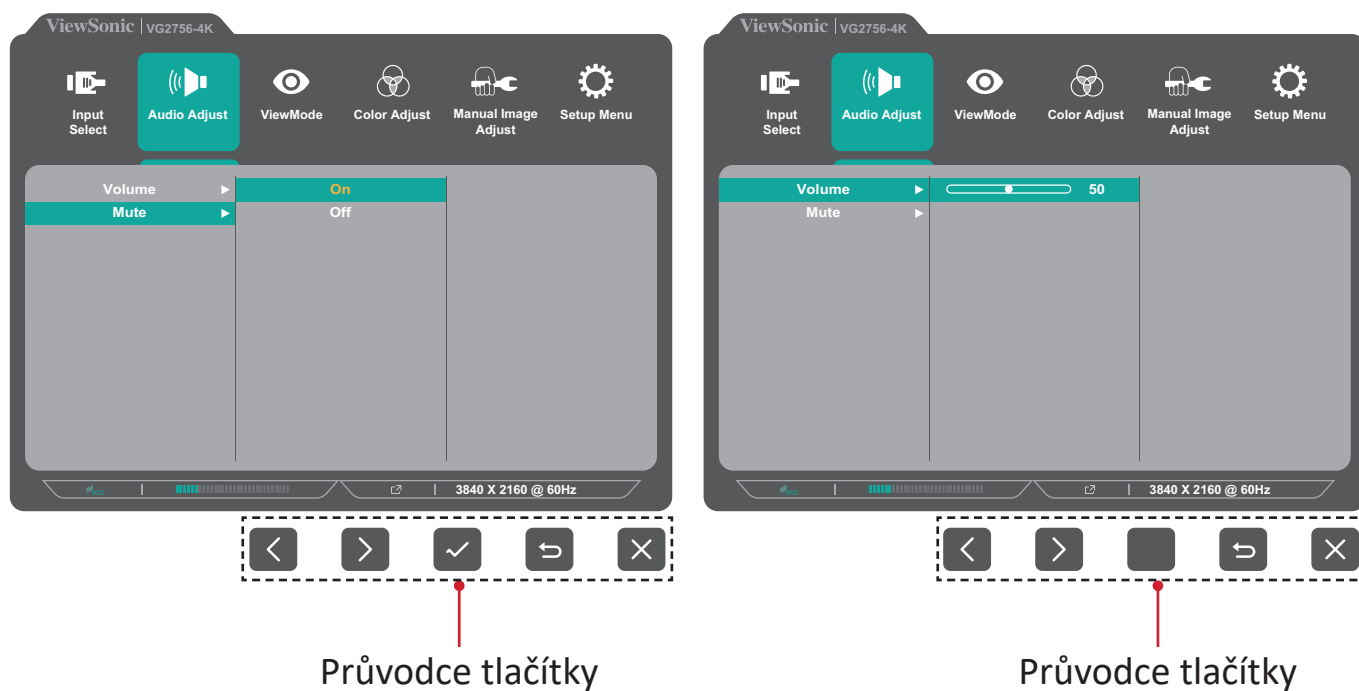 ViewSonic VG2756-4K
Input Select
Audio Adjust
ViewMode
Color Adjust
Manual Image Adjust
Setup Menu
Volume
On
Mute
Off
eco
3840 X 2160 @ 60Hz
Průvodce tlačítky
ViewSonic VG2756-4K
Input Select
Audio Adjust
ViewMode
Color Adjust
Manual Image Adjust
Setup Menu
Volume
50
Mute
eco
3840 X 2160 @ 60Hz
Průvodce tlačítky